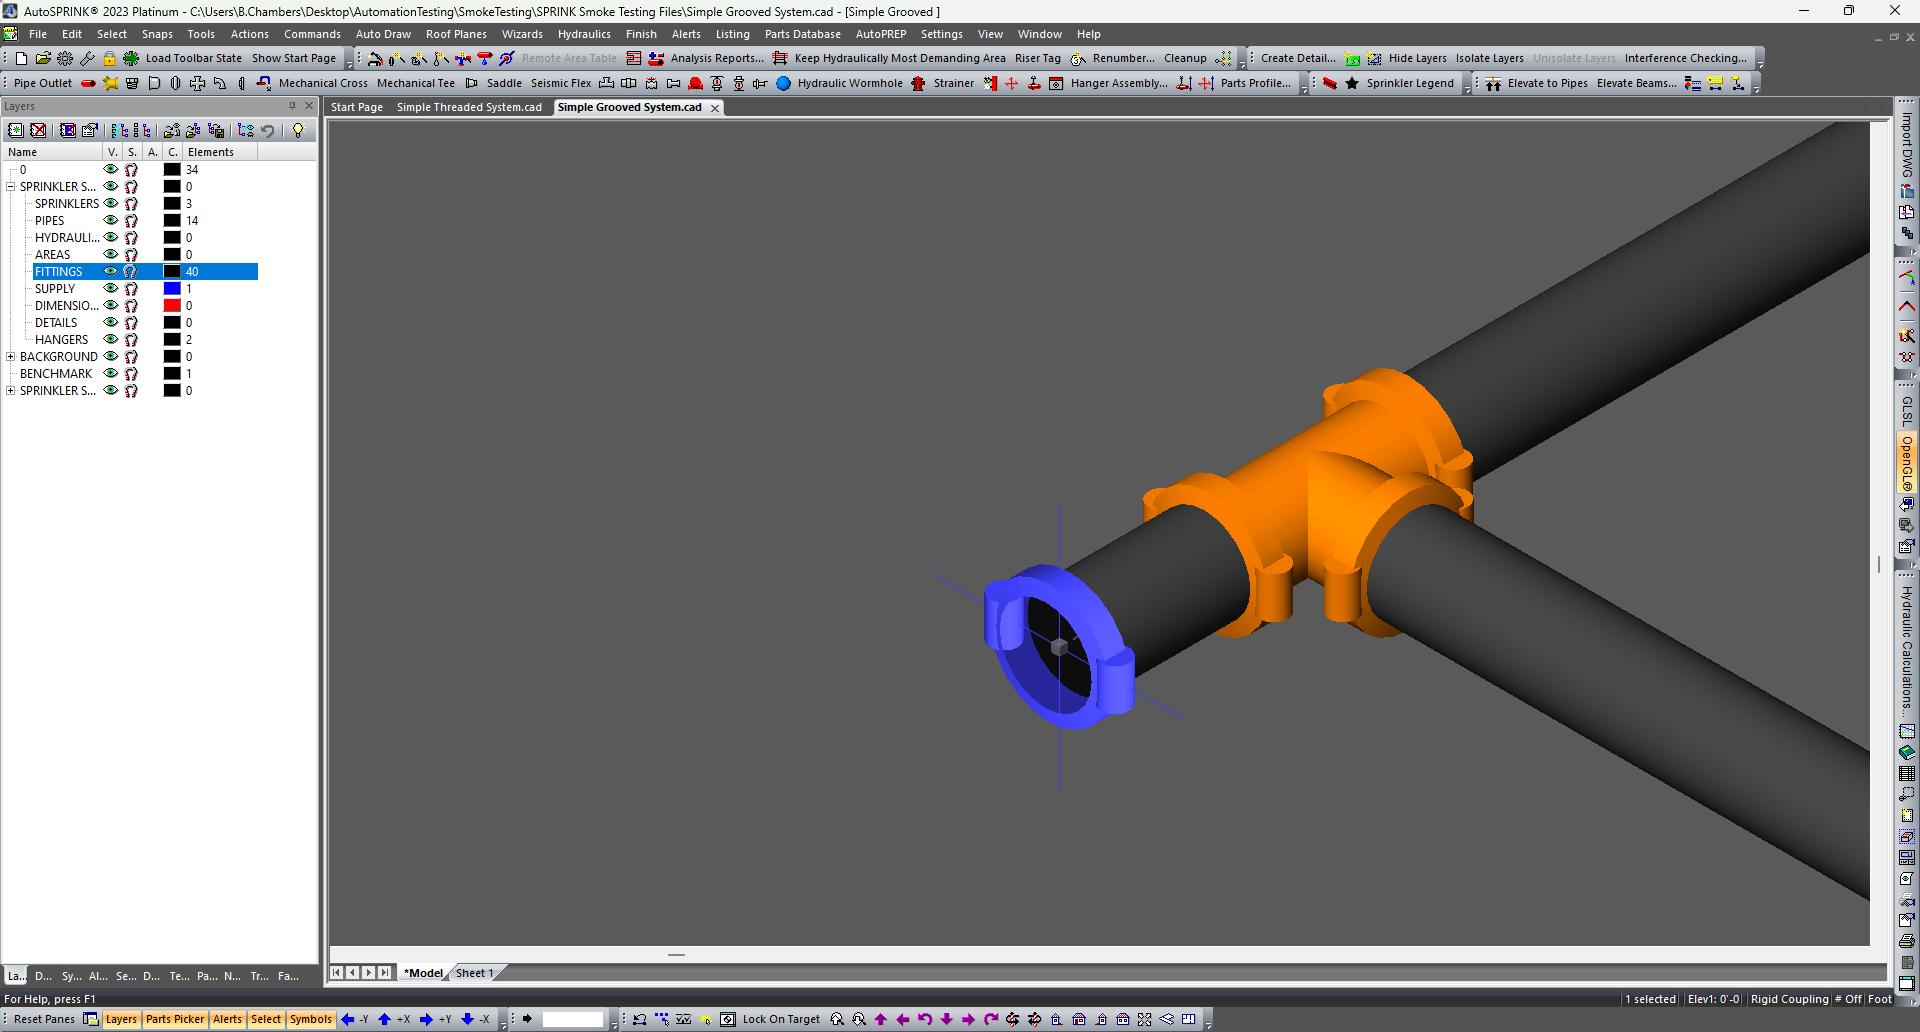 AutoSPRINK® 2023 Platinum - C:\Users\B.Chambers\Desktop\AutomationTesting\SmokeTesting\SPRINK Smoke Testing Files\Simple Grooved System.cad - [Simple Grooved ]
File Edit Select Snaps Tools Actions Commands Auto Draw Roof Planes Wizards Hydraulics Finish Alerts Listing Parts Database AutoPREP Settings View Window Help
Load Toolbar State Show Start Page Remote Area Table Analysis Reports... Keep Hydraulically Most Demanding Area Riser Tag Renumber... Cleanup Create Detail... Hide Layers Isolate Layers Unisolate Layers Interference Checking...
Pipe Outlet Mechanical Cross Mechanical Tee Saddle Seismic Flex Hydraulic Wormhole Strainer Hanger Assembly... Parts Profile... Sprinkler Legend Elevate to Pipes Elevate Beams...
Layers
Start Page Simple Threaded System.cad Simple Grooved System.cad
Name V. S. A. C. Elements
0 34
SPRINKLER S... 0
SPRINKLERS 3
PIPES 14
HYDRAULI... 0
AREAS 0
FITTINGS 40
SUPPLY 1
DIMENSIO... 0
DETAILS 0
HANGERS 2
BACKGROUND 0
BENCHMARK 1
SPRINKLER S... 0
Import DWG
GLSL
OpenGL®
Hydraulic Calculations...
La... D... Sy... Al... Se... D... Te... Pa... N... Tr... Fa...
*Model Sheet 1
For Help, press F1
1 selected Elev1: 0'-0 Rigid Coupling # Off Foot
Reset Panes Layers Parts Picker Alerts Select Symbols -Y +X +Y -X Lock On Target